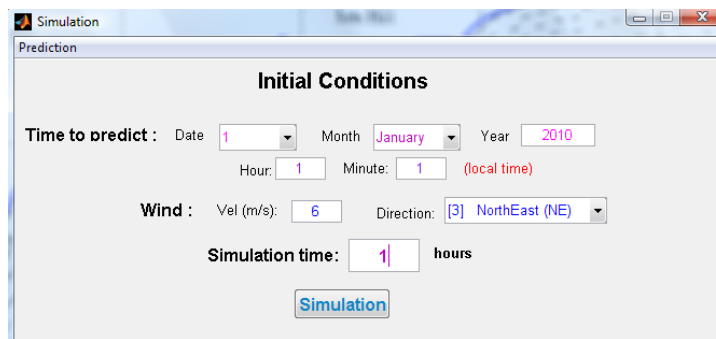 Simulation
Prediction
Initial Conditions
Time to predict : Date 1 Month January Year 2010
Hour: 1 Minute: 1 (local time)
Wind : Vel (m/s): 6 Direction: [3] NorthEast (NE)
Simulation time: 1 hours
Simulation